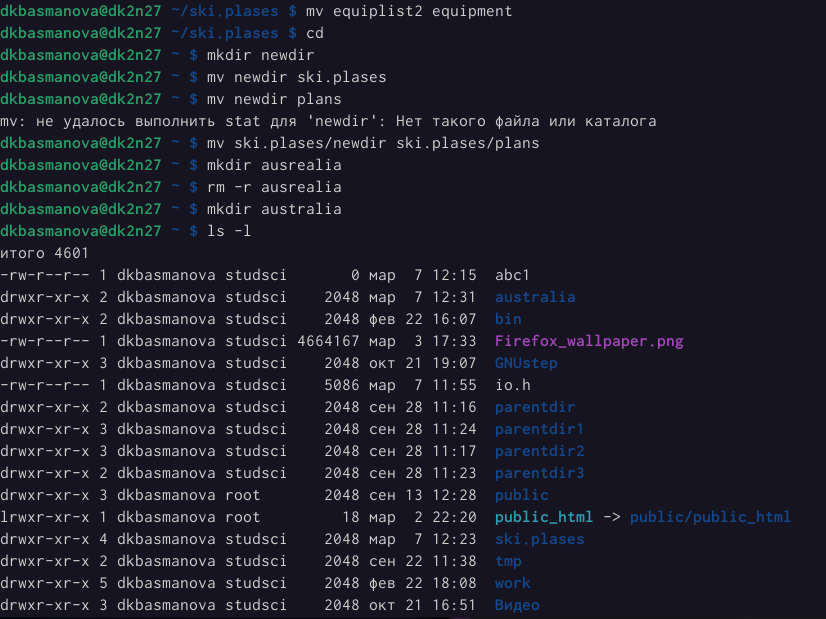 dkbasmanova@dk2n27 ~/ski.plases $ mv equiplist2 equipment
dkbasmanova@dk2n27 ~/ski.plases $ cd
dkbasmanova@dk2n27 ~ $ mkdir newdir
dkbasmanova@dk2n27 ~ $ mv newdir ski.plases
dkbasmanova@dk2n27 ~ $ mv newdir plans
mv: не удалось выполнить stat для 'newdir': Нет такого файла или каталога
dkbasmanova@dk2n27 ~ $ mv ski.plases/newdir ski.plases/plans
dkbasmanova@dk2n27 ~ $ mkdir ausrealia
dkbasmanova@dk2n27 ~ $ rm -r ausrealia
dkbasmanova@dk2n27 ~ $ mkdir australia
dkbasmanova@dk2n27 ~ $ ls -l
итого 4601
-rw-r--r-- 1 dkbasmanova studsci       0 мар  7 12:15  abc1
drwxr-xr-x 2 dkbasmanova studsci    2048 мар  7 12:31  australia
drwxr-xr-x 2 dkbasmanova studsci    2048 фев 22 16:07  bin
-rw-r--r-- 1 dkbasmanova studsci 4664167 мар  3 17:33  Firefox_wallpaper.png
drwxr-xr-x 3 dkbasmanova studsci    2048 окт 21 19:07  GNUstep
-rw-r--r-- 1 dkbasmanova studsci    5086 мар  7 11:55  io.h
drwxr-xr-x 2 dkbasmanova studsci    2048 сен 28 11:16  parentdir
drwxr-xr-x 3 dkbasmanova studsci    2048 сен 28 11:24  parentdir1
drwxr-xr-x 3 dkbasmanova studsci    2048 сен 28 11:17  parentdir2
drwxr-xr-x 2 dkbasmanova studsci    2048 сен 28 11:23  parentdir3
drwxr-xr-x 3 dkbasmanova root       2048 сен 13 12:28  public
lrwxr-xr-x 1 dkbasmanova root         18 мар  2 22:20  public_html -> public/public_html
drwxr-xr-x 4 dkbasmanova studsci    2048 мар  7 12:23  ski.plases
drwxr-xr-x 2 dkbasmanova studsci    2048 сен 22 11:38  tmp
drwxr-xr-x 5 dkbasmanova studsci    2048 фев 22 18:08  work
drwxr-xr-x 3 dkbasmanova studsci    2048 окт 21 16:51  Видео